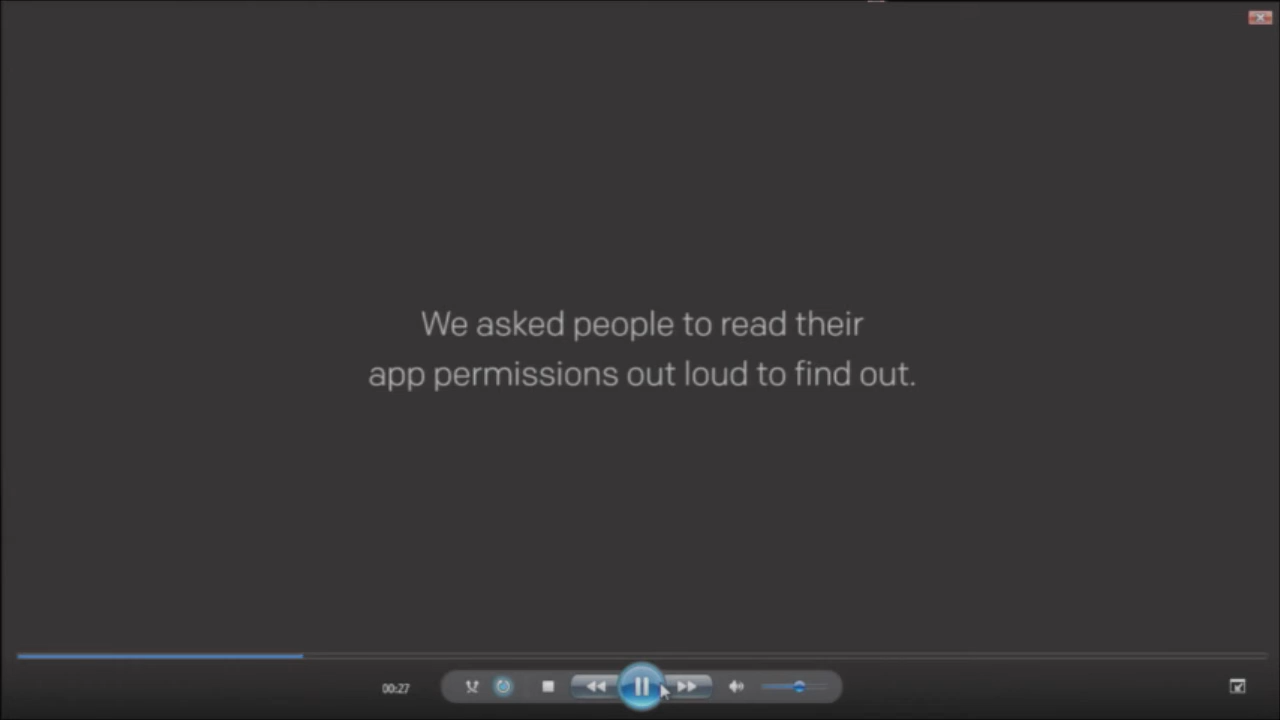 We asked people to read their
app permissions out loud to find out.
00:27